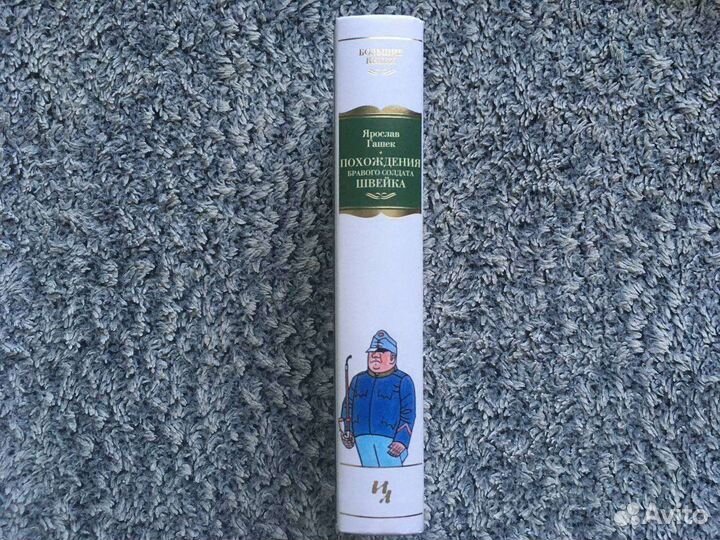 БОЛЬШИЕ
КНИГИ
Ярослав
Гашек
ПОХОЖДЕНИЯ
БРАВОГО СОЛДАТА
ШВЕЙКА
ИЛ
Avito